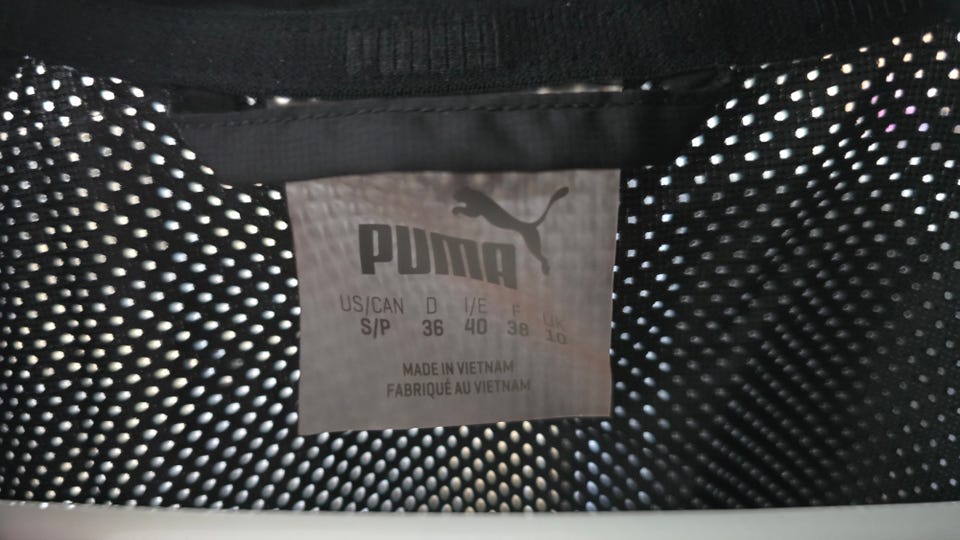 PUMA
US/CAN D I/E F UK
S/P 36 40 38 10
MADE IN VIETNAM
FABRIQUÉ AU VIETNAM